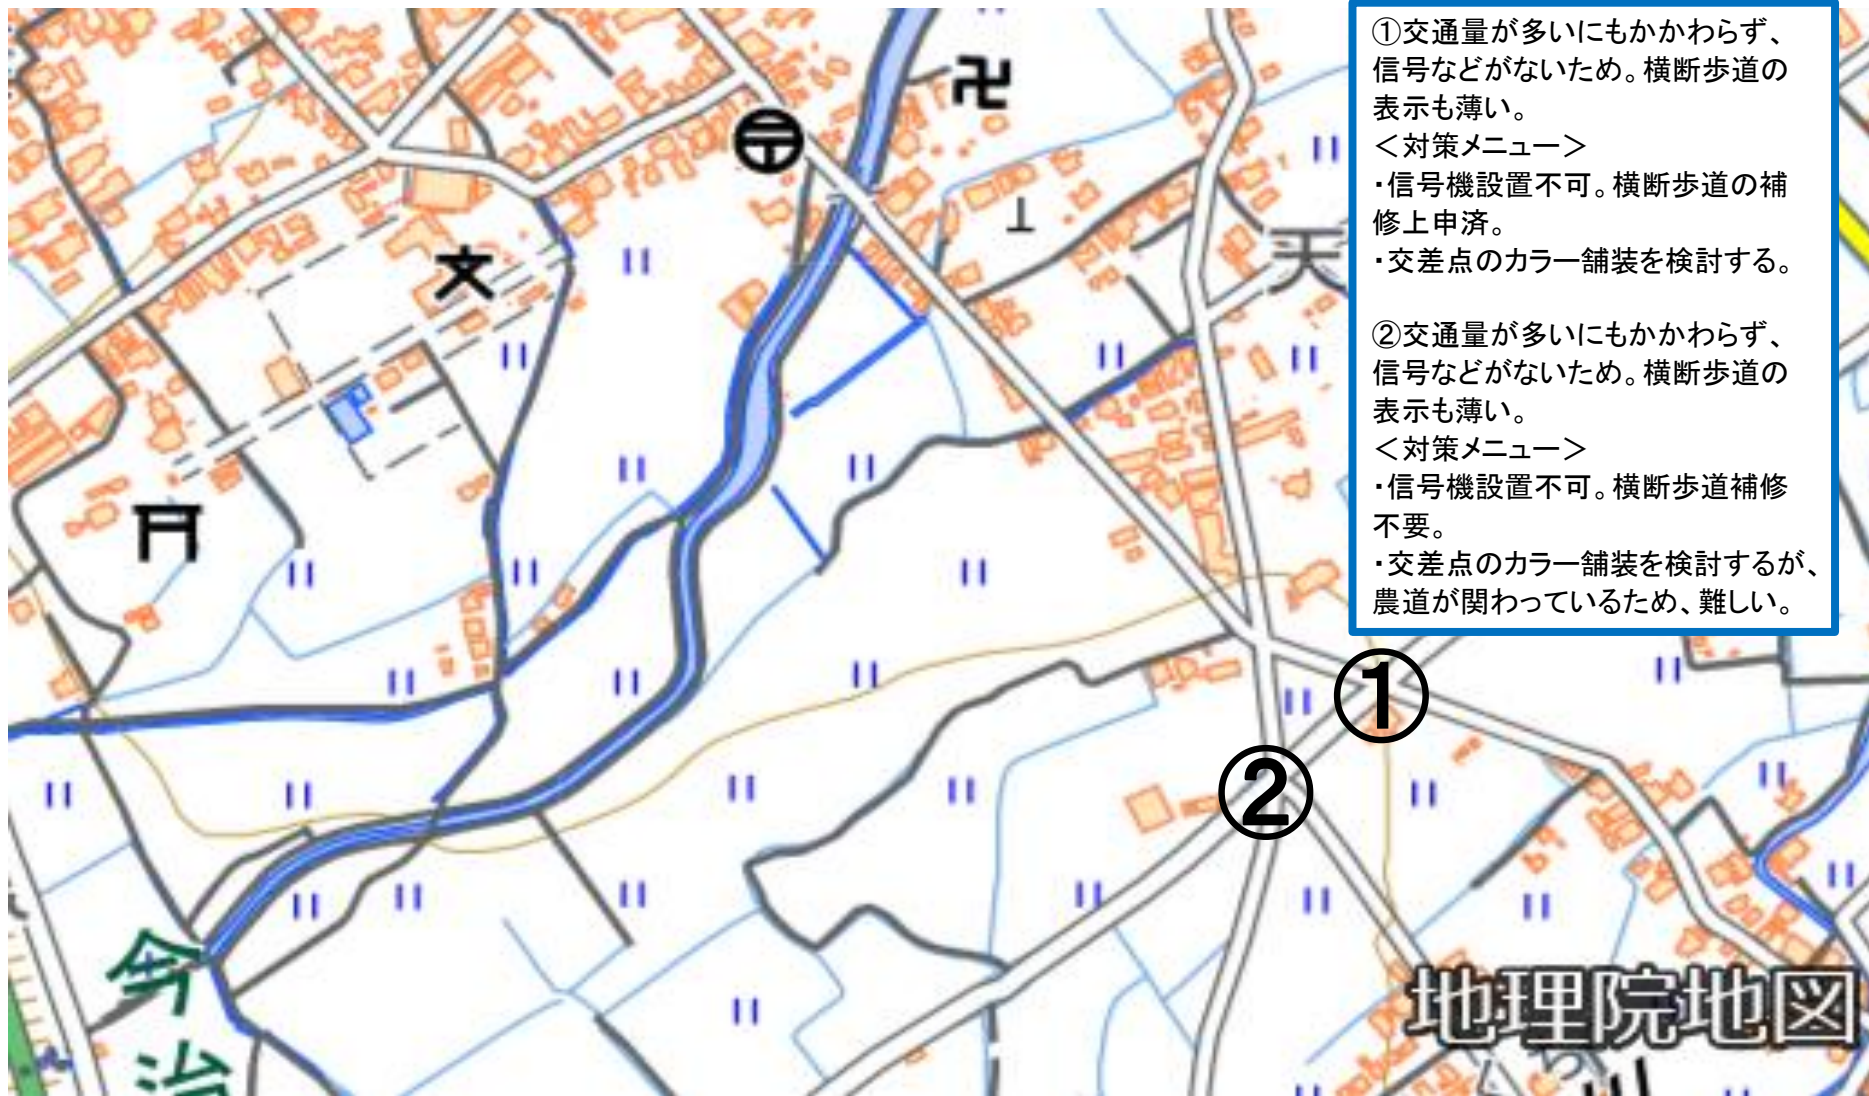 ①交通量が多いにもかかわらず、
信号などがないため。横断歩道の
表示も薄い。
＜対策メニュー＞
・信号機設置不可。横断歩道の補
修上申済。
・交差点のカラー舗装を検討する。
②交通量が多いにもかかわらず、
信号などがないため。横断歩道の
表示も薄い。
＜対策メニュー＞
・信号機設置不可。横断歩道補修
不要。
・交差点のカラー舗装を検討するが、
農道が関わっているため、難しい。
天
文
①
②
今
治
地理院地図
川